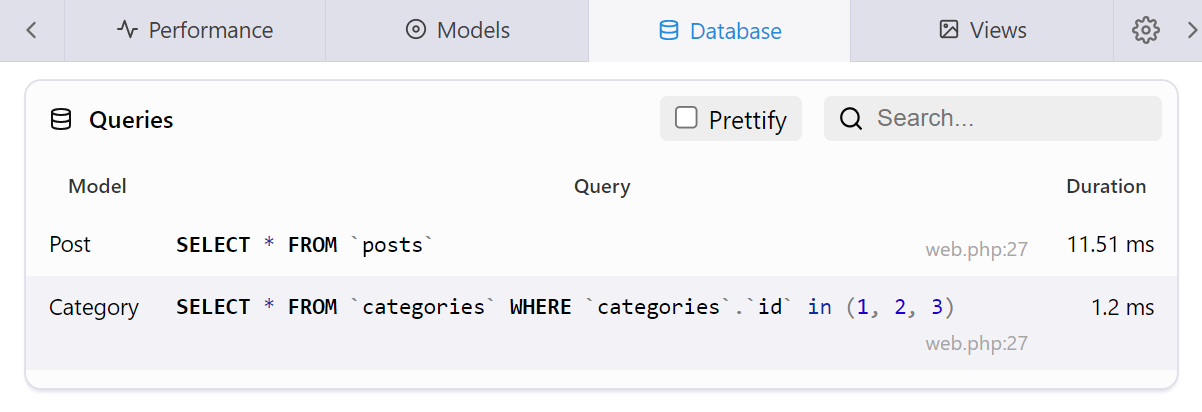 Performance Models Database Views
Queries Prettify Search...
Model Query Duration
Post SELECT * FROM `posts` web.php:27 11.51 ms
Category SELECT * FROM `categories` WHERE `categories`.`id` in (1, 2, 3) 1.2 ms
web.php:27